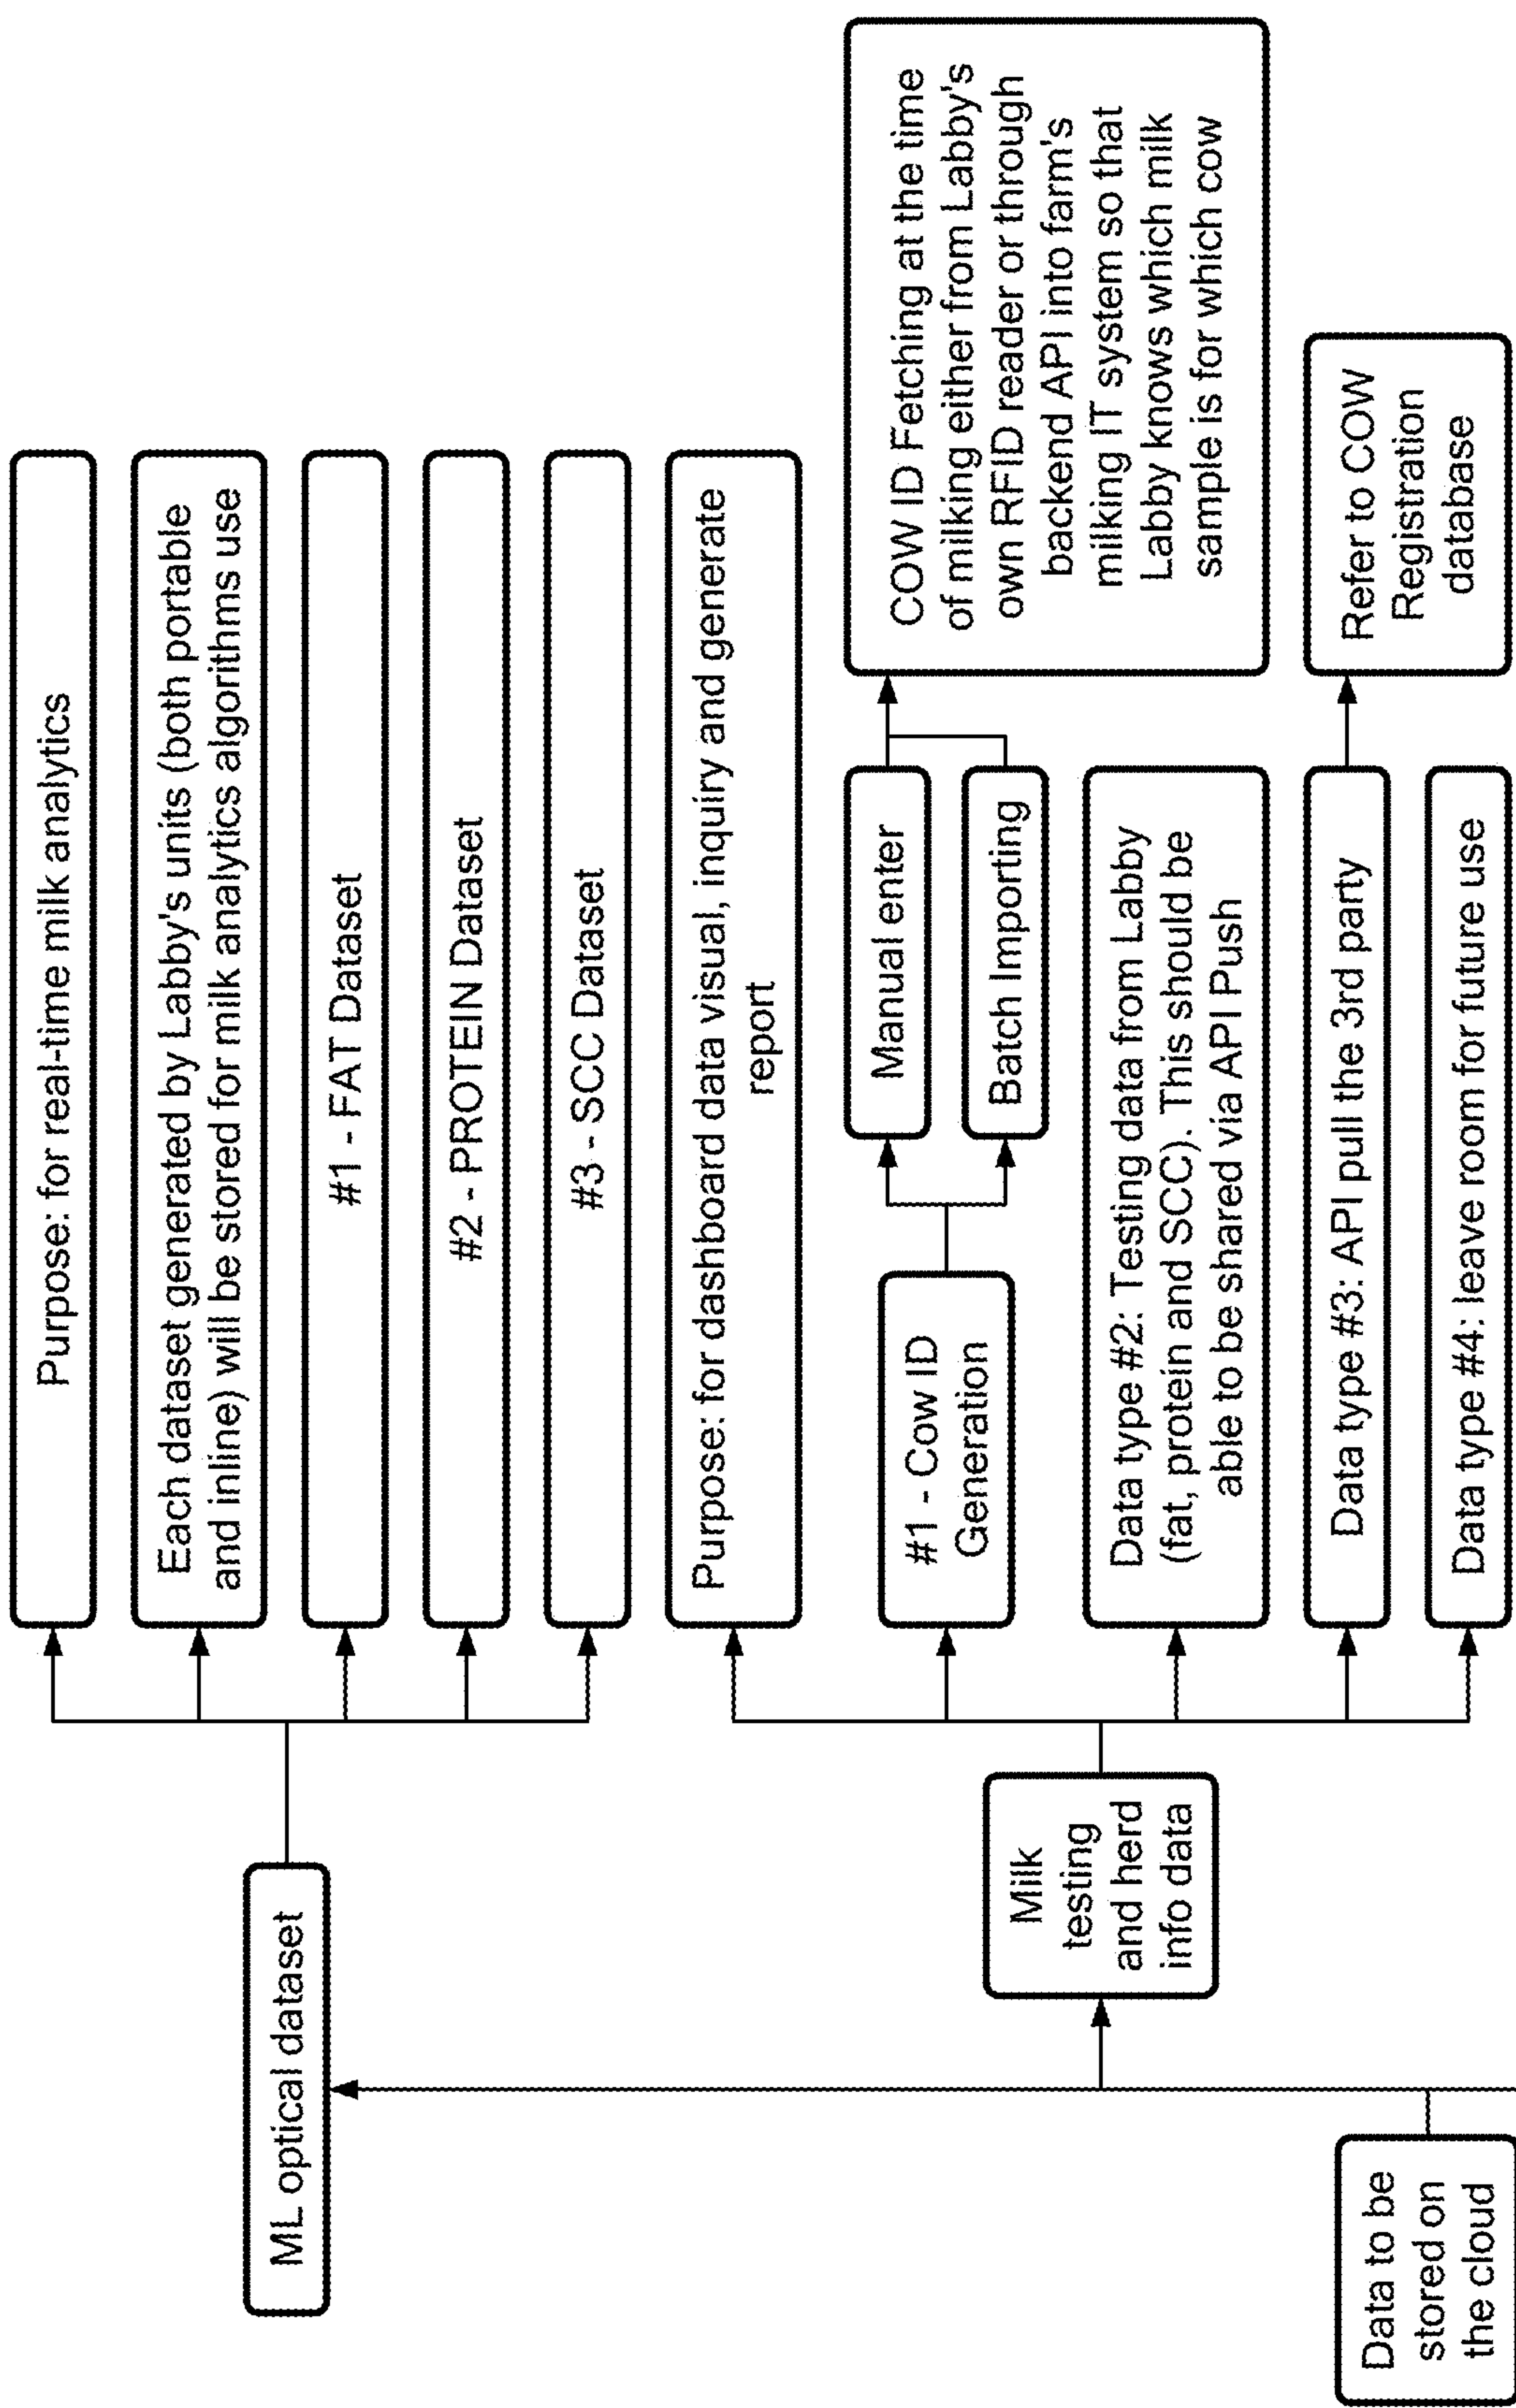 Purpose: for real-time milk analytics
Each dataset generated by Labby's units (both portable
and inline) will be stored for milk analytics algorithms use
#1 - FAT Dataset
#2 - PROTEIN Dataset
#3 - SCC Dataset
ML optical dataset
Purpose: for dashboard data visual, inquiry and generate
report
#1 - Cow ID
Generation
Manual enter
Batch Importing
COW ID Fetching at the time
of milking either from Labby's
own RFID reader or through
backend API into farm's
milking IT system so that
Labby knows which milk
sample is for which cow
Milk
testing
and herd
info data
Data type #2: Testing data from Labby
(fat, protein and SCC). This should be
able to be shared via API Push
Data type #3: API pull the 3rd party
Refer to COW
Registration
database
Data type #4: leave room for future use
Data to be
stored on
the cloud